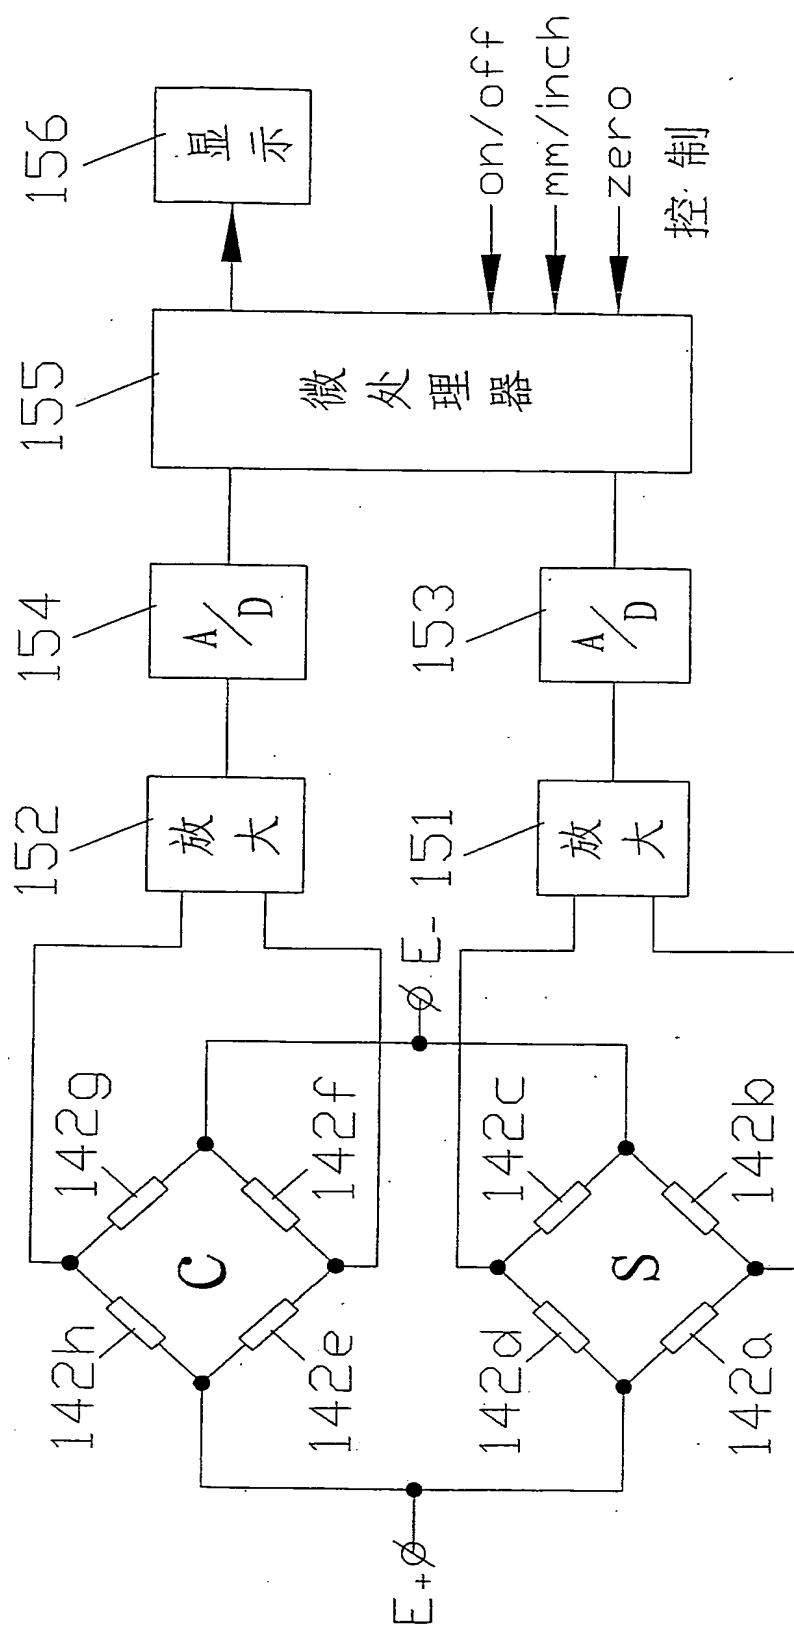 142h
142g
152
154
155
156
C
放大
A/D
显示
142e
142f
E+
E-
微处理器
on/off
mm/inch
zero
控制
142d
142c
151
153
S
放大
A/D
142a
142b